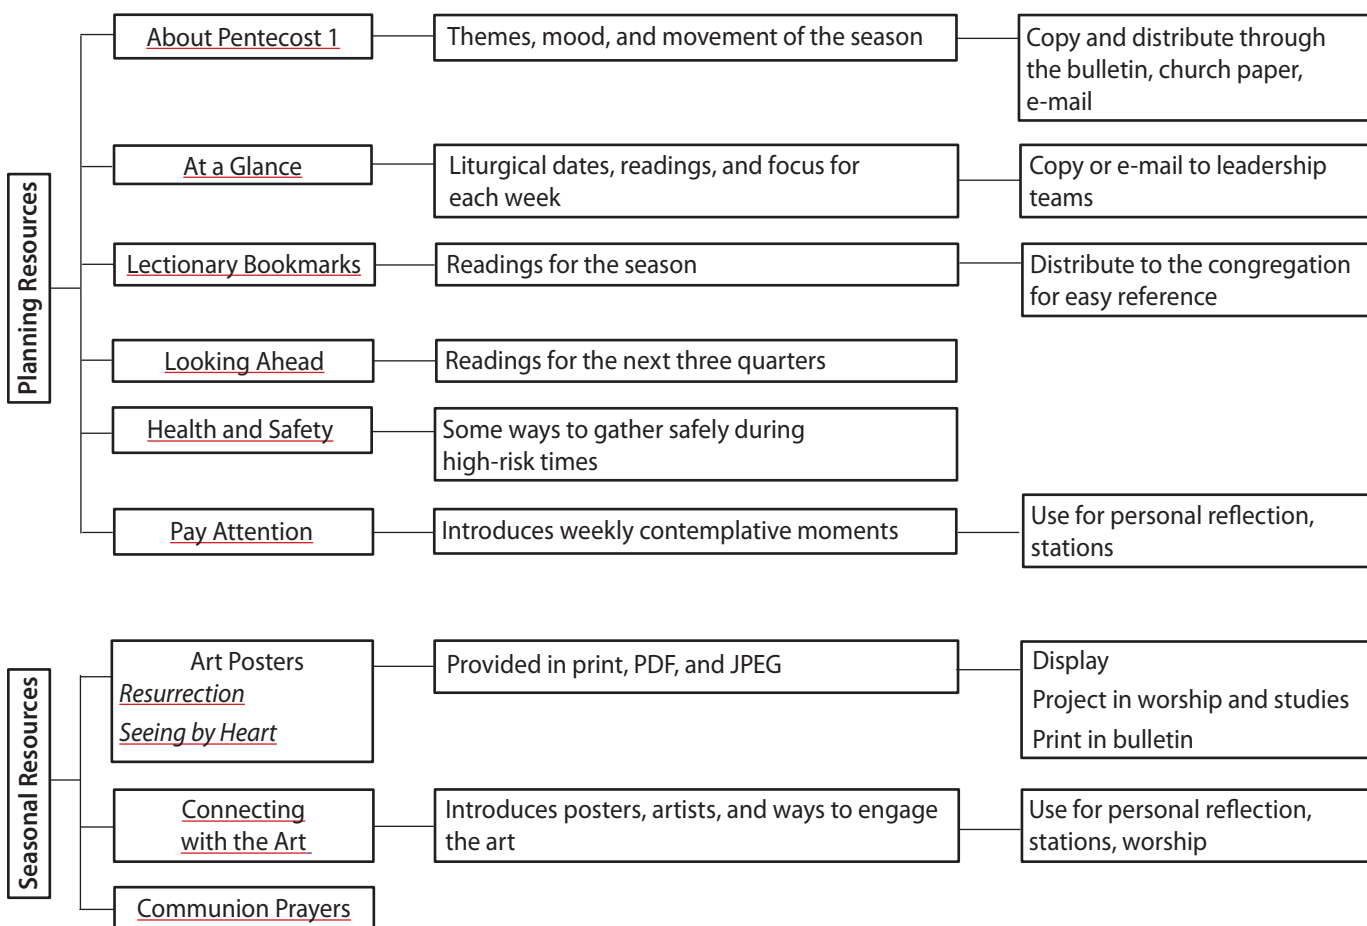 Planning Resources
About Pentecost 1
Themes, mood, and movement of the season
Copy and distribute through
the bulletin, church paper,
e-mail
At a Glance
Liturgical dates, readings, and focus for
each week
Copy or e-mail to leadership
teams
Lectionary Bookmarks
Readings for the season
Distribute to the congregation
for easy reference
Looking Ahead
Readings for the next three quarters
Health and Safety
Some ways to gather safely during
high-risk times
Pay Attention
Introduces weekly contemplative moments
Use for personal reflection,
stations
Seasonal Resources
Art Posters
Resurrection
Seeing by Heart
Provided in print, PDF, and JPEG
Display
Project in worship and studies
Print in bulletin
Connecting
with the Art
Introduces posters, artists, and ways to engage
the art
Use for personal reflection,
stations, worship
Communion Prayers